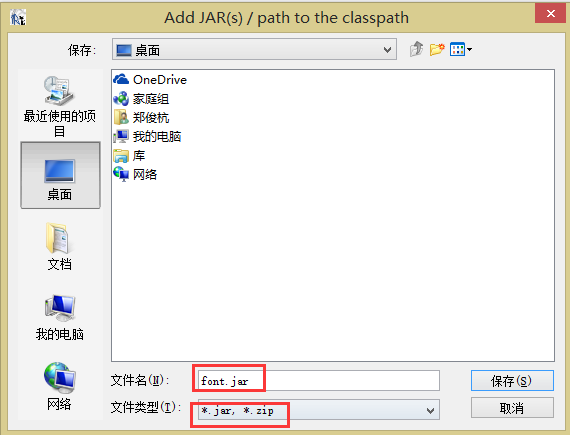 Add JAR(s) / path to the classpath
保存:
桌面
最近使用的项
目
桌面
文档
我的电脑
网络
OneDrive
家庭组
郑俊杭
我的电脑
库
网络
文件名(N):
font.jar
保存(S)
文件类型(T):
*.jar, *.zip
取消